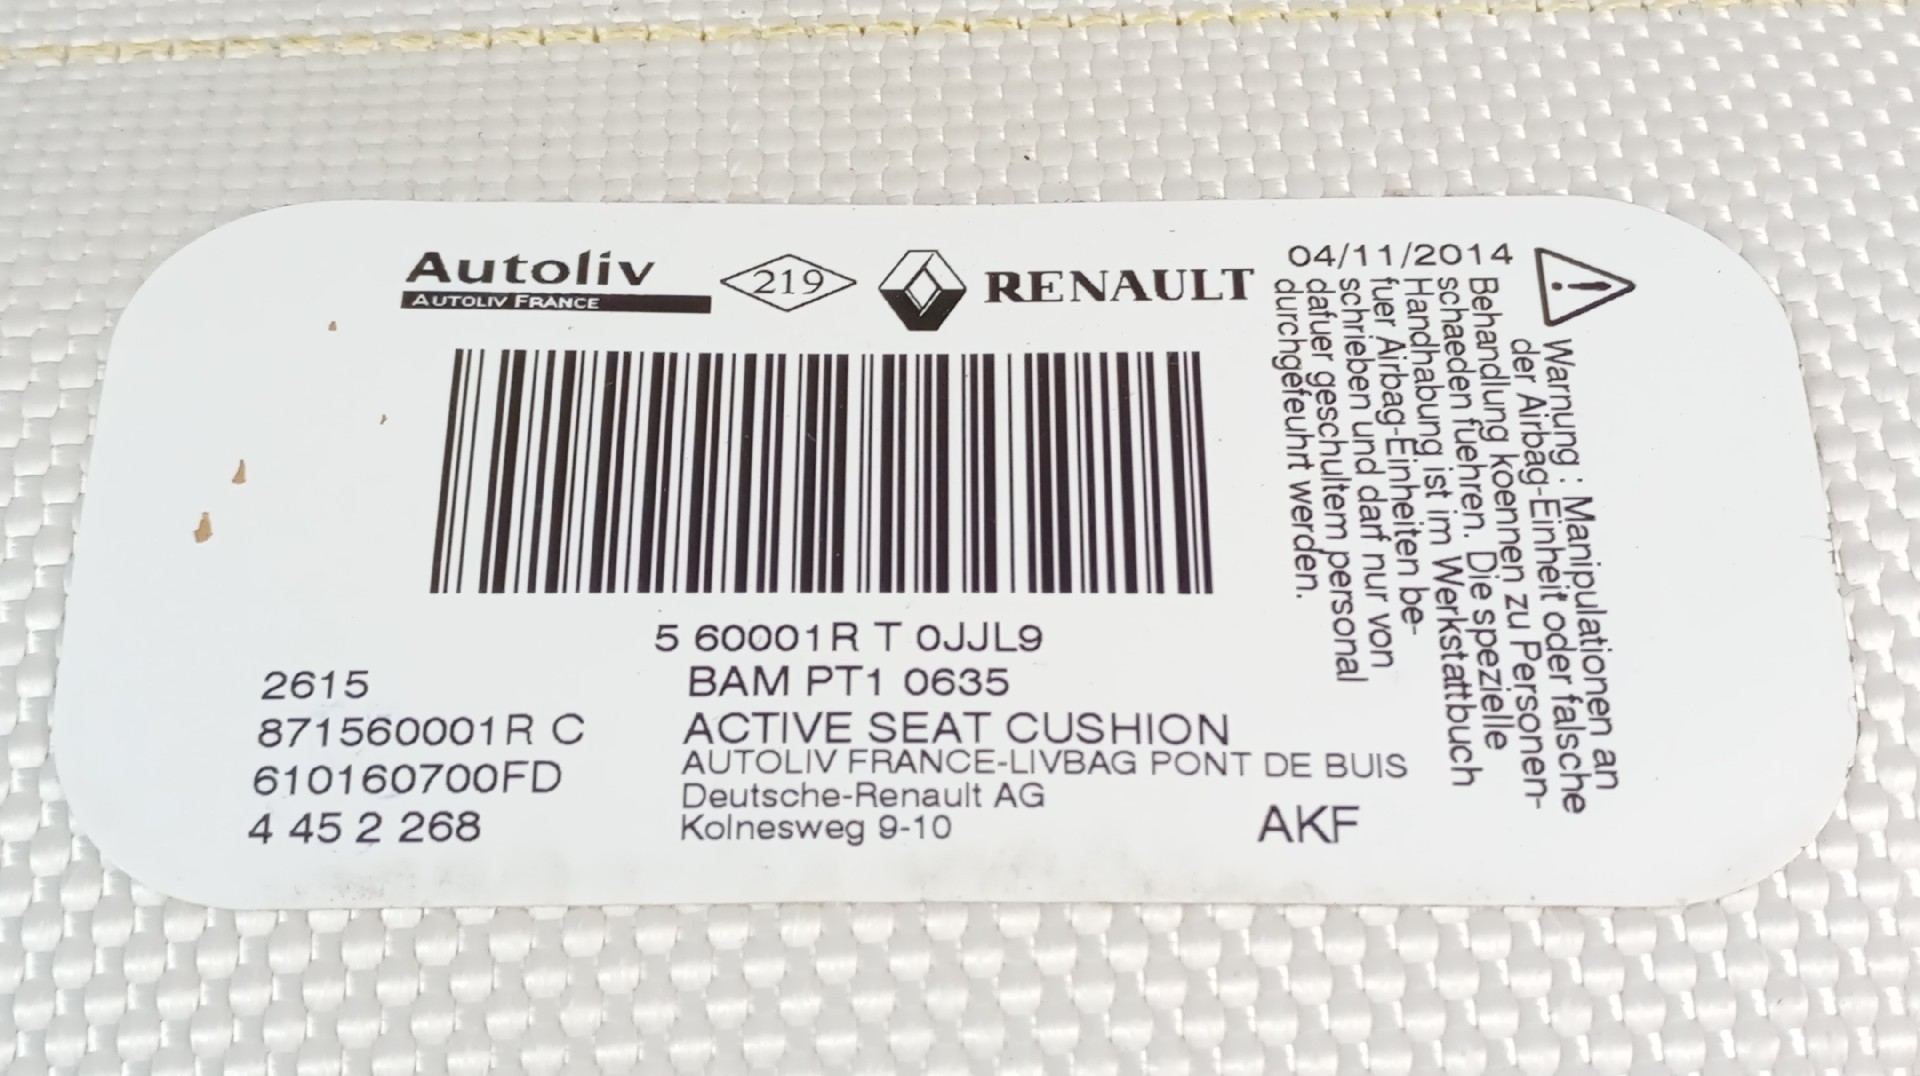 Autoliv
AUTOLIV FRANCE
219
RENAULT
04/11/2014
Warnung : Manipulationen an
der Airbag-Einheit oder falsche
Behandlung koennen zu Personen-
schaeden fuehren. Die spezielle
Handhabung ist im Werkstattbuch
fuer Airbag-Einheiten be-
schrieben und darf nur von
dafuer geschultem personal
durchgefeuhrt werden.
5 60001R T 0JJL9
2615
BAM PT1 0635
871560001R C
ACTIVE SEAT CUSHION
610160700FD
AUTOLIV FRANCE-LIVBAG PONT DE BUIS
Deutsche-Renault AG
4 45 2 268
Kolnesweg 9-10
AKF